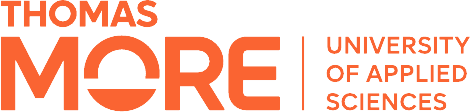 THOMAS
MORE
UNIVERSITY
OF APPLIED
SCIENCES